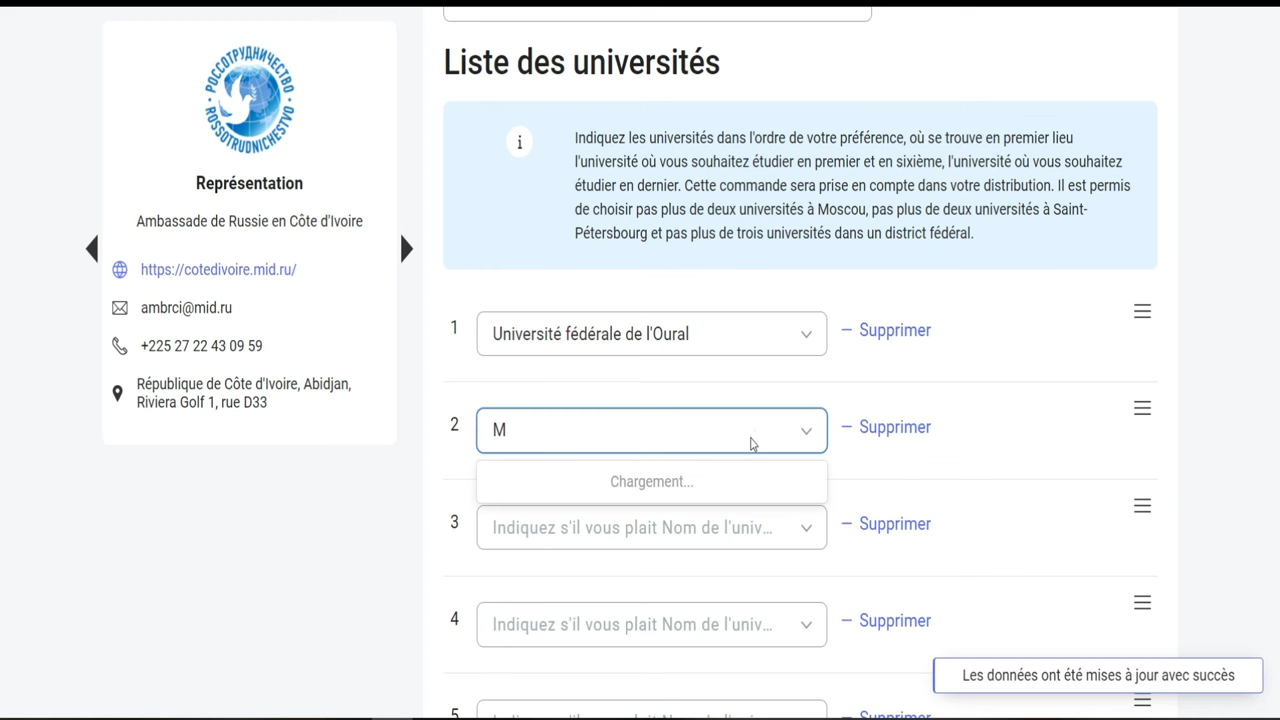 РОССОТРУДНИЧЕСТВО
ROSSOTRUDNICHESTVO
Représentation
Ambassade de Russie en Côte d'Ivoire
https://cotedivoire.mid.ru/
ambrci@mid.ru
+225 27 22 43 09 59
République de Côte d'Ivoire, Abidjan,
Riviera Golf 1, rue D33
Liste des universités
i
Indiquez les universités dans l'ordre de votre préférence, où se trouve en premier lieu
l'université où vous souhaitez étudier en premier et en sixième, l'université où vous souhaitez
étudier en dernier. Cette commande sera prise en compte dans votre distribution. Il est permis
de choisir pas plus de deux universités à Moscou, pas plus de deux universités à Saint-
Pétersbourg et pas plus de trois universités dans un district fédéral.
1 Université fédérale de l'Oural — Supprimer
2 M — Supprimer
Chargement...
3 Indiquez s'il vous plait Nom de l'univ... — Supprimer
4 Indiquez s'il vous plait Nom de l'univ... — Supprimer
Les données ont été mises à jour avec succès
5